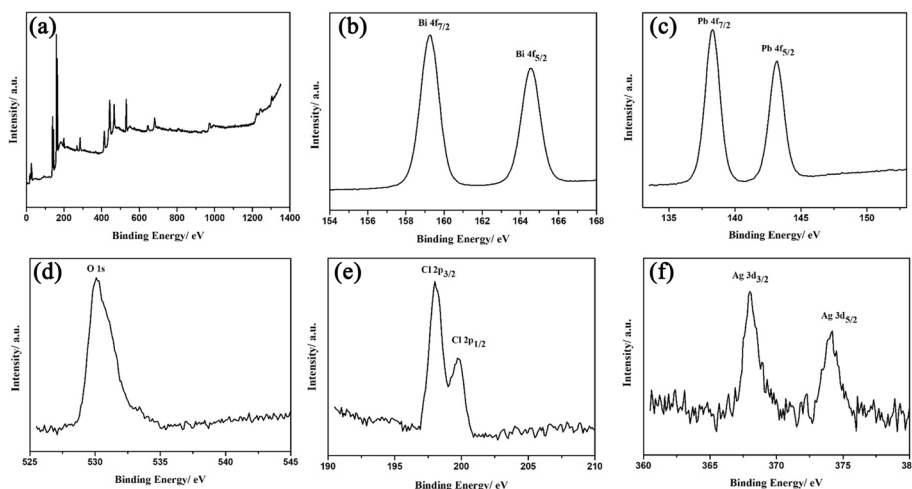 (a)
Intensity/ a.u.
0 200 400 600 800 1000 1200 1400
Binding Energy/ eV
(b)
Bi 4f7/2
Bi 4f5/2
Intensity/ a.u.
154 156 158 160 162 164 166 168
Binding Energy/ eV
(c)
Pb 4f7/2
Pb 4f5/2
Intensity/ a.u.
135 140 145 150
Binding Energy/ eV
(d)
O 1s
Intensity/ a.u.
525 530 535 540 545
Binding Energy/ eV
(e)
Cl 2p3/2
Cl 2p1/2
Intensity/ a.u.
190 195 200 205 210
Binding Energy/ eV
(f)
Ag 3d3/2
Ag 3d5/2
Intensity/ a.u.
360 365 370 375 380
Binding Energy/ eV